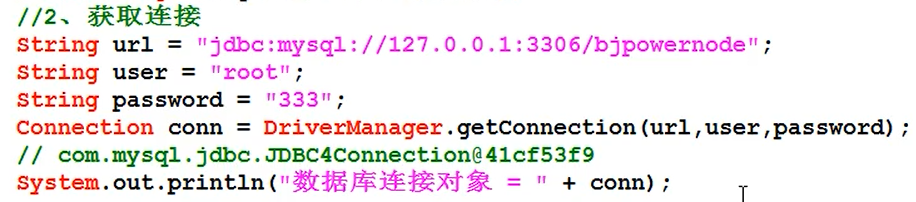 //2、获取连接
String url = "jdbc:mysql://127.0.0.1:3306/bjpowernode";
String user = "root";
String password = "333";
Connection conn = DriverManager.getConnection(url,user,password);
// com.mysql.jdbc.JDBC4Connection@41cf53f9
System.out.println("数据库连接对象 = " + conn);